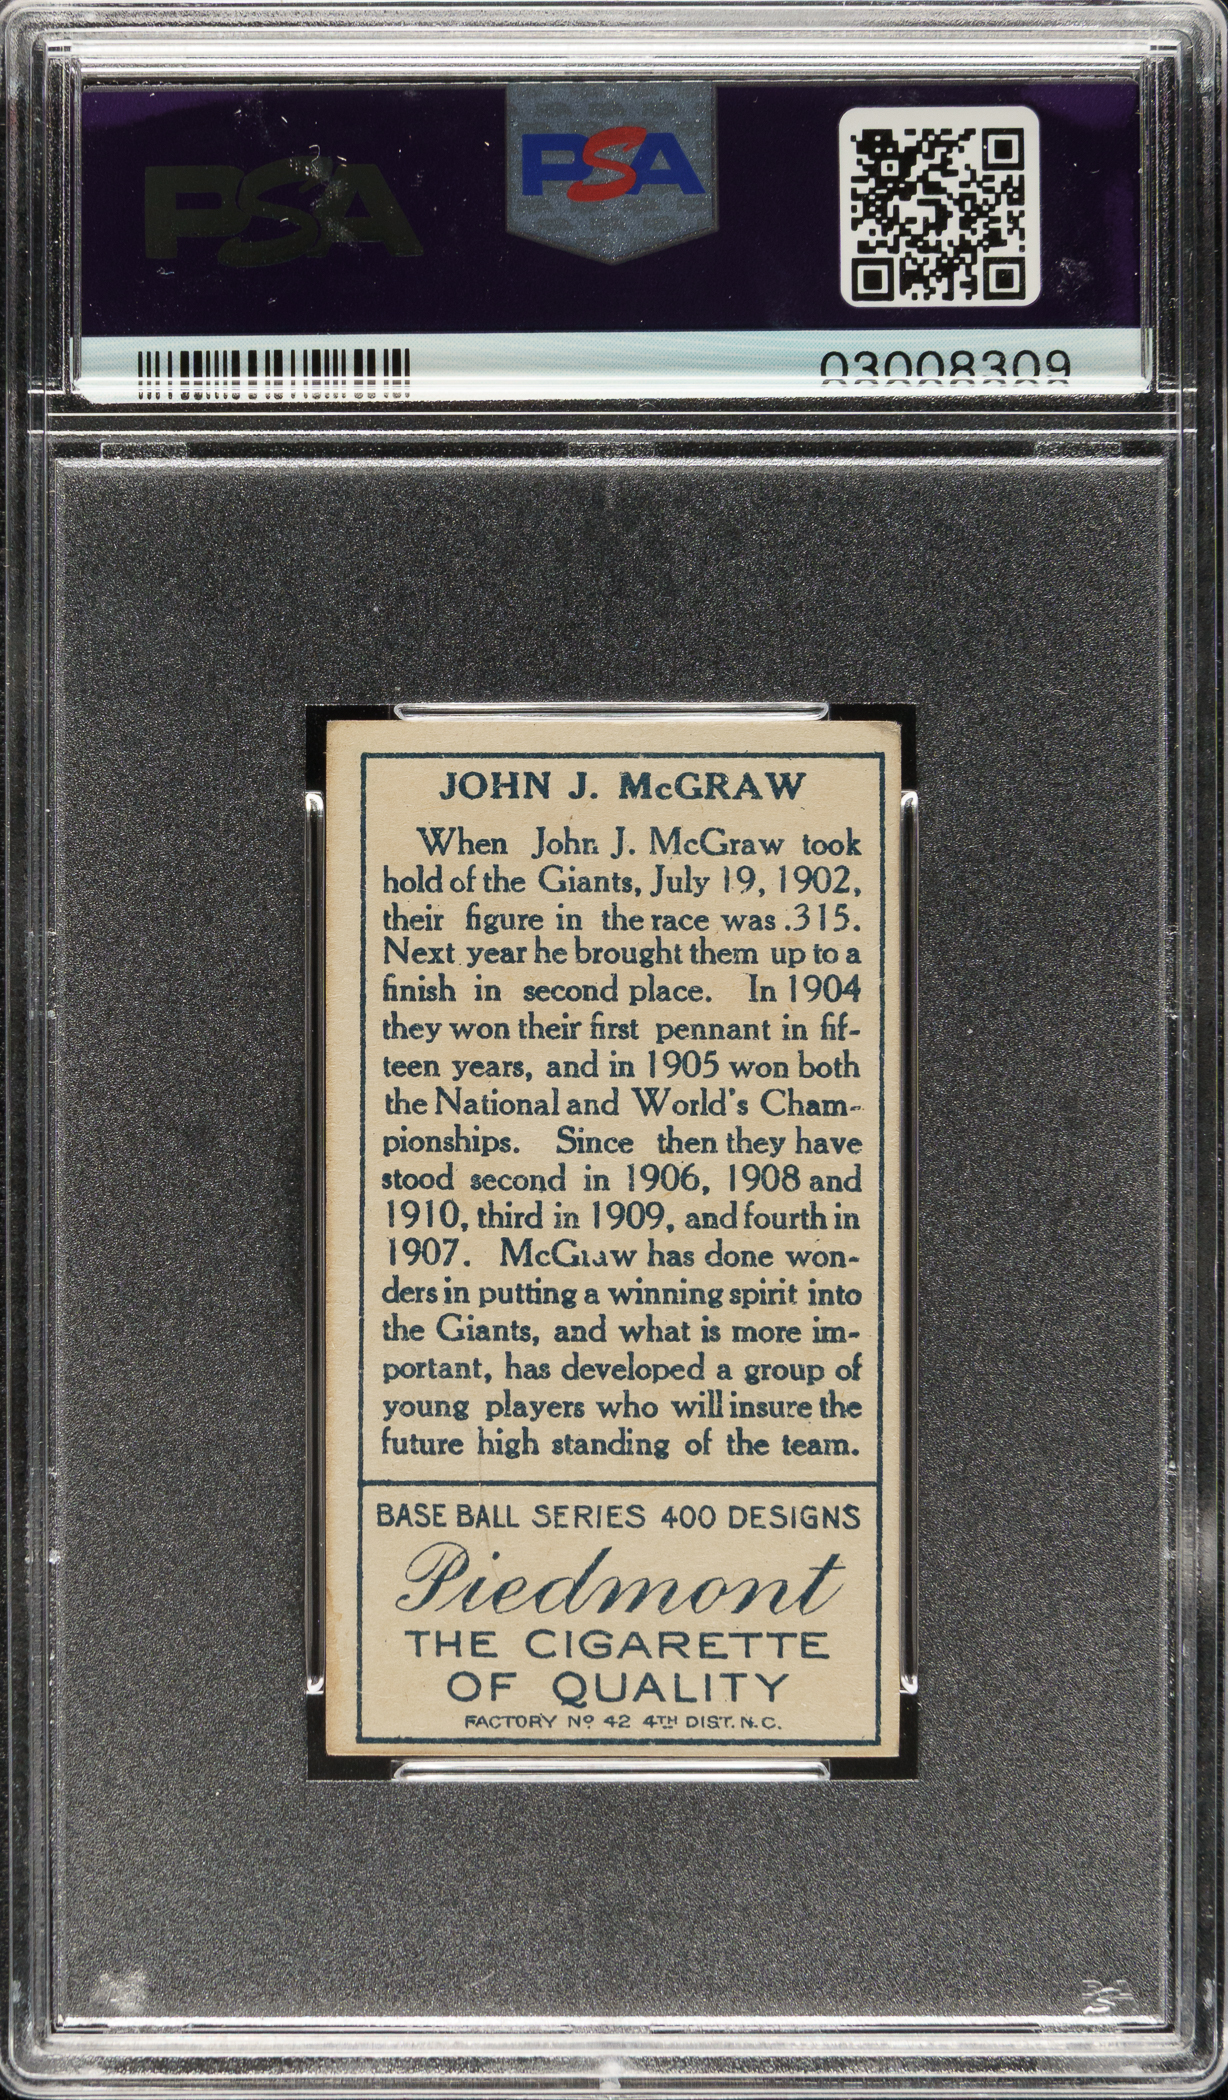 PSA
PSA
03008309
JOHN J. McGRAW
When John J. McGraw took
hold of the Giants, July 19, 1902,
their figure in the race was .315.
Next year he brought them up to a
finish in second place. In 1904
they won their first pennant in fif-
teen years, and in 1905 won both
the National and World's Cham-
pionships. Since then they have
stood second in 1906, 1908 and
1910, third in 1909, and fourth in
1907. McGraw has done won-
ders in putting a winning spirit into
the Giants, and what is more im-
portant, has developed a group of
young players who will insure the
future high standing of the team.
BASE BALL SERIES 400 DESIGNS
Piedmont
THE CIGARETTE
OF QUALITY
FACTORY Nº 42 4TH DIST. N.C.
PSA